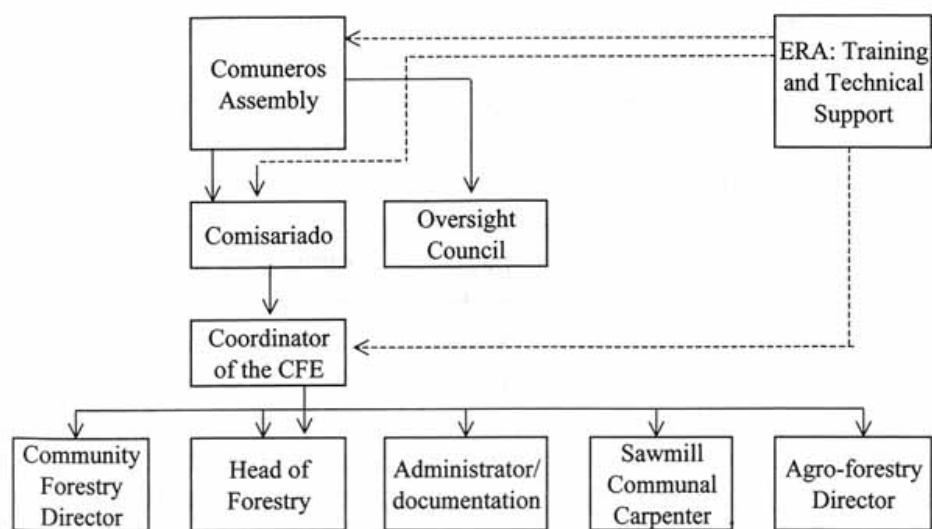 Comuneros
Assembly
ERA: Training
and Technical
Support
Comisariado
Oversight
Council
Coordinator
of the CFE
Community
Forestry
Director
Head of
Forestry
Administrator/
documentation
Sawmill
Communal
Carpenter
Agro-forestry
Director